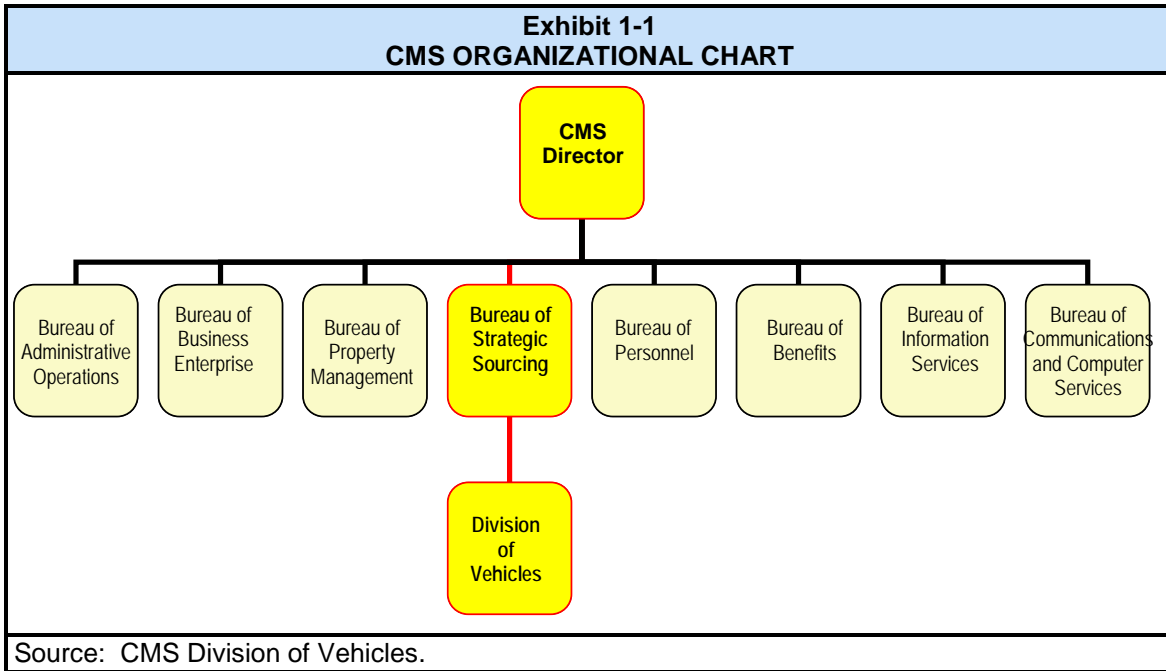 Exhibit 1-1
CMS ORGANIZATIONAL CHART
CMS
Director
Bureau of
Administrative
Operations
Bureau of
Business
Enterprise
Bureau of
Property
Management
Bureau of
Strategic
Sourcing
Bureau of
Personnel
Bureau of
Benefits
Bureau of
Information
Services
Bureau of
Communications
and Computer
Services
Division
of
Vehicles
Source: CMS Division of Vehicles.